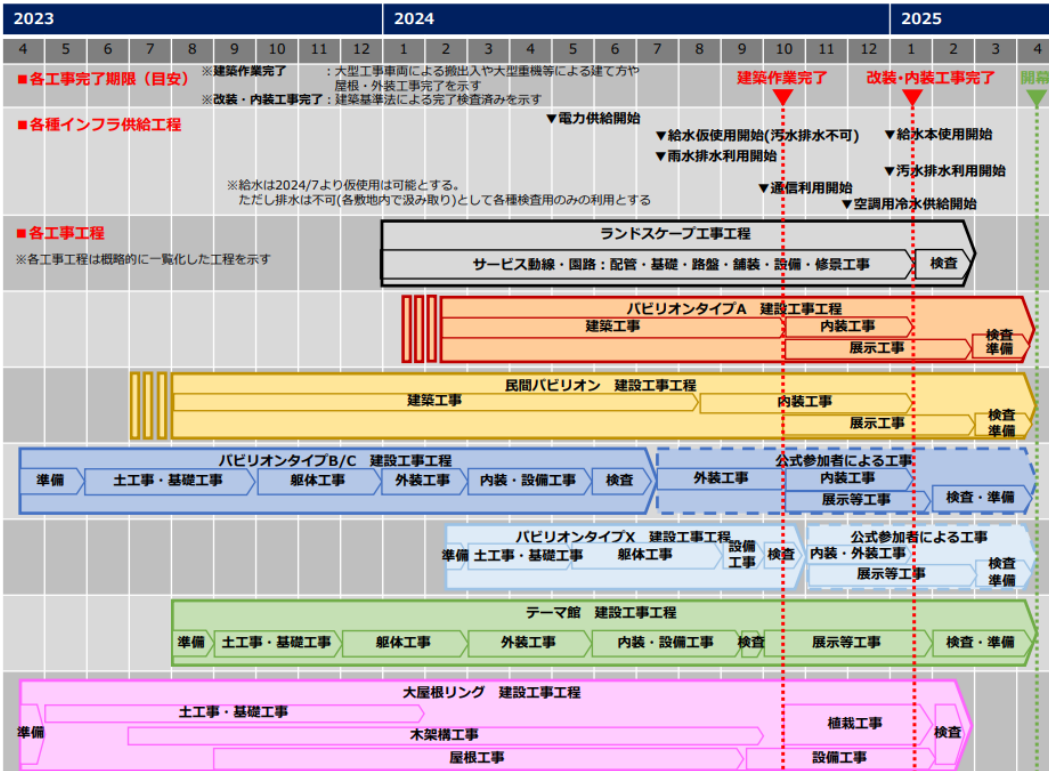 2023 2024 2025
4 5 6 7 8 9 10 11 12 1 2 3 4 5 6 7 8 9 10 11 12 1 2 3 4
■各工事完了期限（目安）
※建築作業完了 ：大型工事車両による搬出入や大型重機等による建て方や
屋根・外装工事完了を示す
※改装・内装工事完了：建築基準法による完了検査済みを示す
建築作業完了
改装・内装工事完了
開幕
■各種インフラ供給工程
▼電力供給開始
▼給水仮使用開始(汚水排水不可)
▼給水本使用開始
▼雨水排水利用開始
▼汚水排水利用開始
▼通信利用開始
▼空調用冷水供給開始
※給水は2024/7より仮使用は可能とする。
ただし排水は不可(各敷地内で汲み取り)として各種検査用のみの利用とする
■各工事工程
※各工事工程は概略的に一覧化した工程を示す
ランドスケープ工事工程
サービス動線・園路：配管・基礎・路盤・舗装・設備・修景工事
検査
パビリオンタイプA 建設工事工程
建築工事
内装工事
展示工事
検査
準備
民間パビリオン 建設工事工程
建築工事
内装工事
展示工事
検査
準備
パビリオンタイプB/C 建設工事工程
準備
土工事・基礎工事
躯体工事
外装工事
内装・設備工事
検査
公式参加者による工事
外装工事
内装工事
展示等工事
検査・準備
パビリオンタイプX 建設工事工程
準備
土工事・基礎工事
躯体工事
設備
工事
検査
公式参加者による工事
内装・外装工事
展示等工事
検査
準備
テーマ館 建設工事工程
準備
土工事・基礎工事
躯体工事
外装工事
内装・設備工事
検査
展示等工事
検査・準備
大屋根リング 建設工事工程
準備
土工事・基礎工事
木架構工事
屋根工事
植栽工事
設備工事
検査